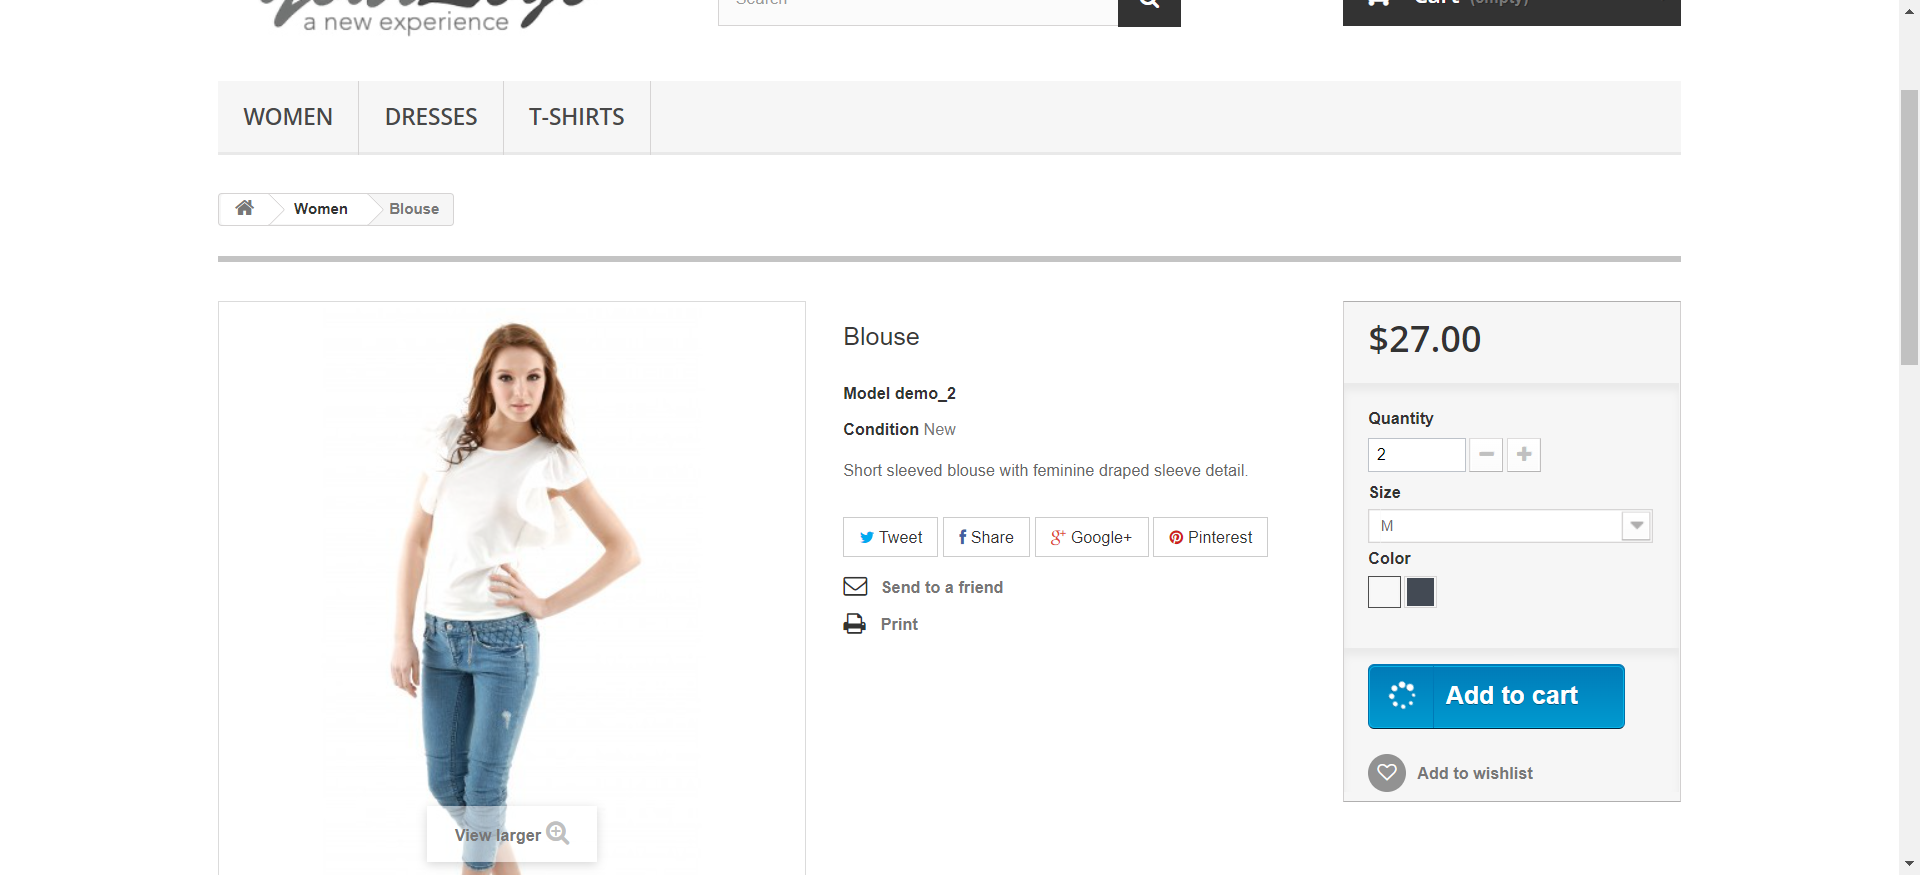 a new experience
Search
Cart (empty)
WOMEN DRESSES T-SHIRTS
Women Blouse
Blouse
Model demo_2
Condition New
Short sleeved blouse with feminine draped sleeve detail.
Tweet Share Google+ Pinterest
Send to a friend
Print
View larger
$27.00
Quantity
2
Size
M
Color
Add to cart
Add to wishlist